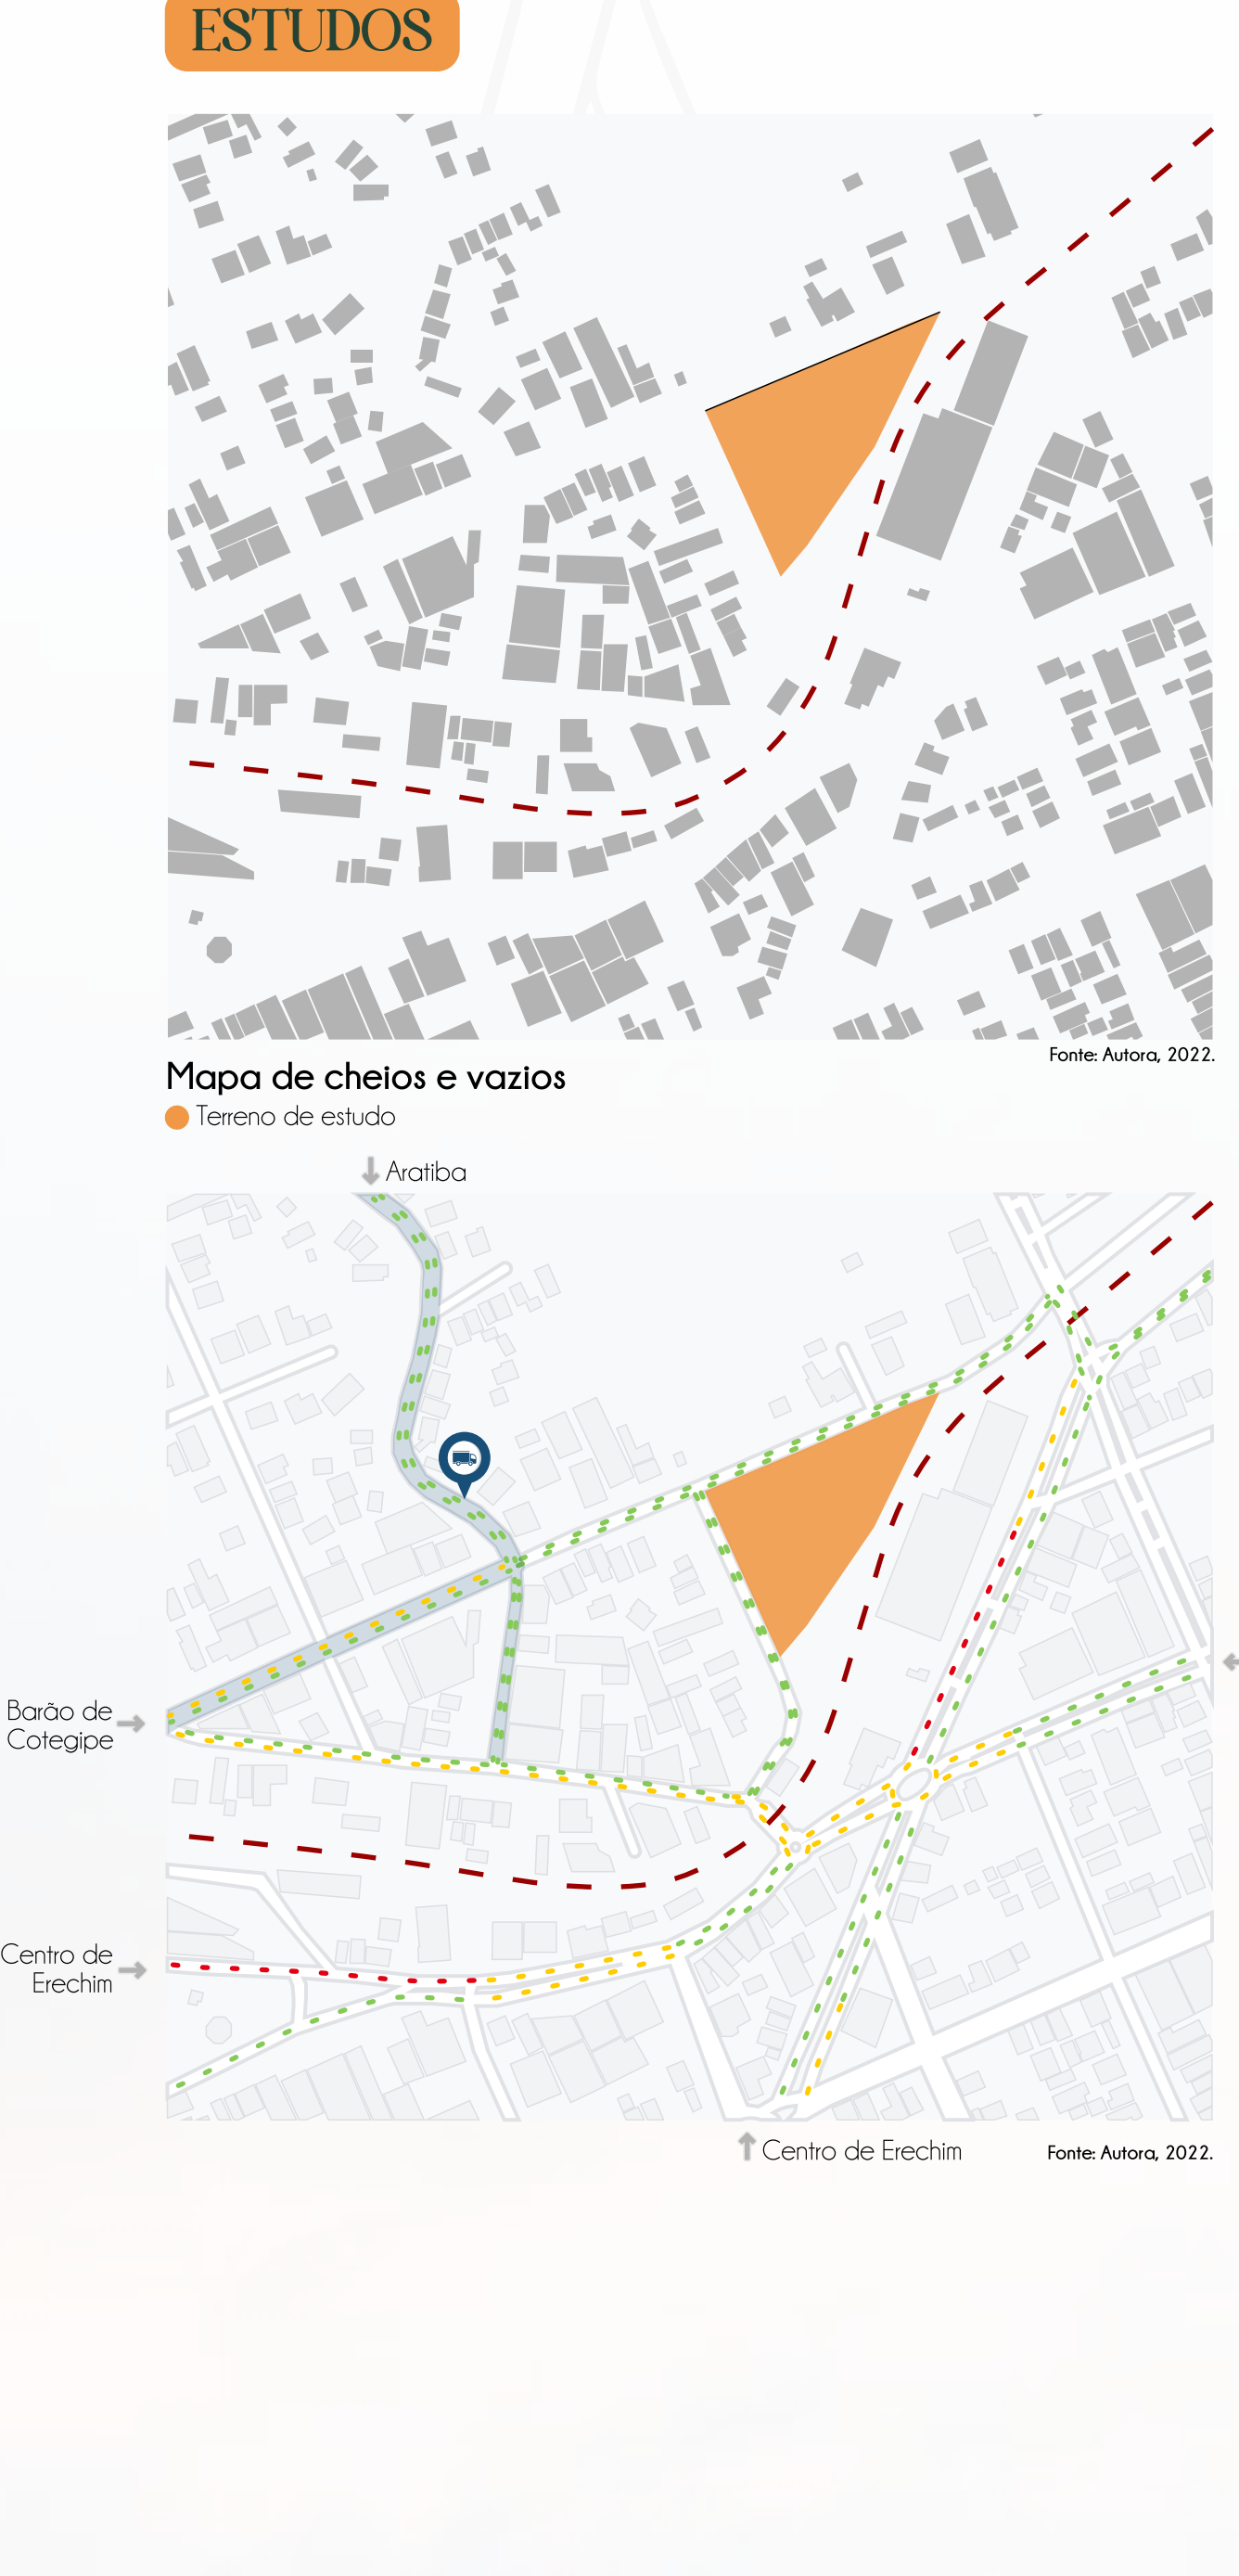 ESTUDOS
Fonte: Autora, 2022.
Mapa de cheios e vazios
Terreno de estudo
Aratiba
Barão de
Cotegipe
Centro de
Erechim
Centro de Erechim
Fonte: Autora, 2022.